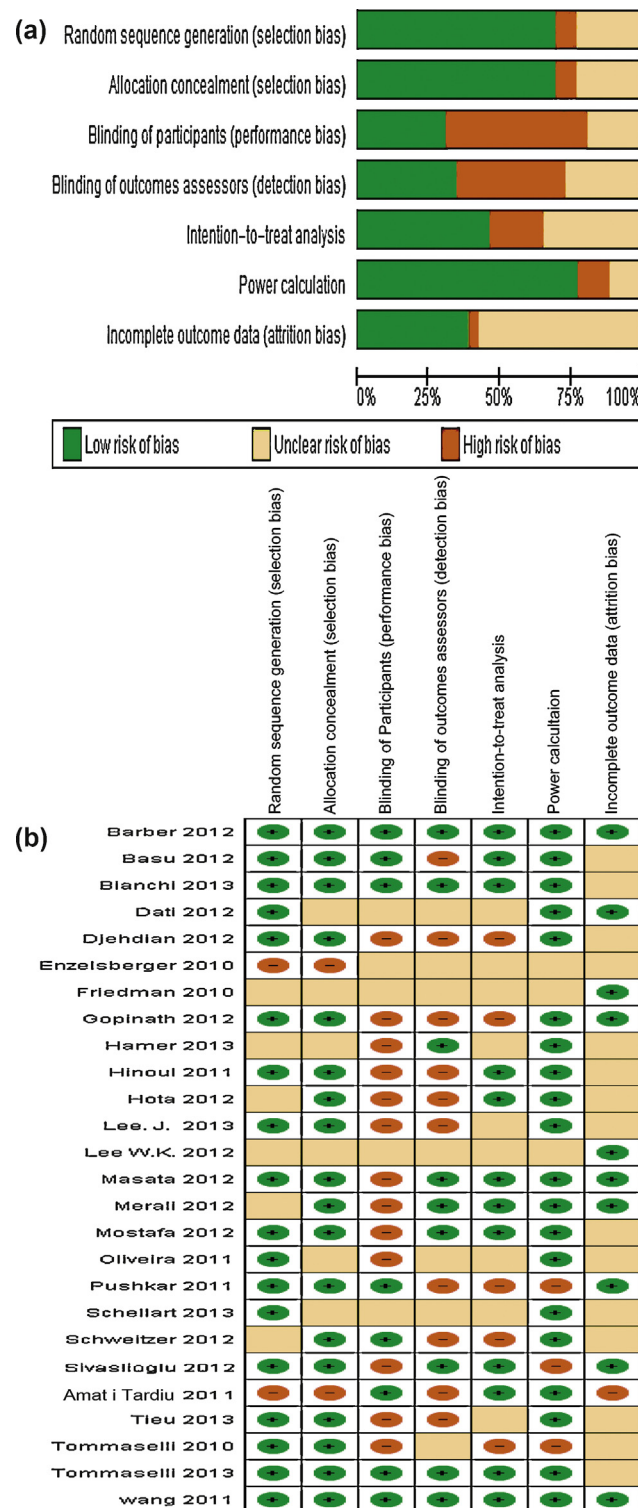 (a)
Random sequence generation (selection bias)
Allocation concealment (selection bias)
Blinding of participants (performance bias)
Blinding of outcomes assessors (detection bias)
Intention-to-treat analysis
Power calculation
Incomplete outcome data (attrition bias)
0% 25% 50% 75% 100%
Low risk of bias Unclear risk of bias High risk of bias
Random sequence generation (selection bias)
Allocation concealment (selection bias)
Blinding of Participants (performance bias)
Blinding of outcomes assessors (detection bias)
Intention-to-treat analysis
Power calcultaion
Incomplete outcome data (attrition bias)
(b)
Barber 2012
Basu 2012
Bianchi 2013
Dati 2012
Djehdian 2012
Enzelsberger 2010
Friedman 2010
Gopinath 2012
Hamer 2013
Hinoul 2011
Hota 2012
Lee. J. 2013
Lee W.K. 2012
Masata 2012
Merali 2012
Mostafa 2012
Oliveira 2011
Pushkar 2011
Schellart 2013
Schweitzer 2012
Sivaslioglu 2012
Amat i Tardiu 2011
Tieu 2013
Tommaselli 2010
Tommaselli 2013
wang 2011